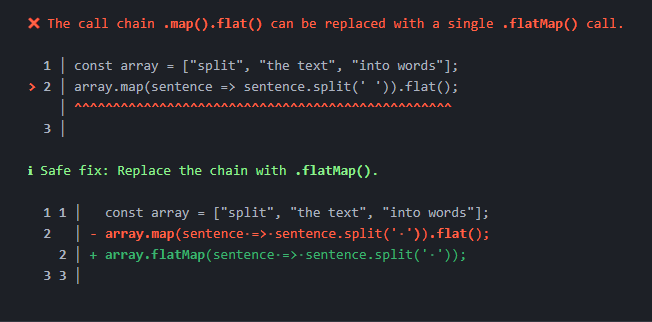 ✖ The call chain .map().flat() can be replaced with a single .flatMap() call.
1 │ const array = ["split", "the text", "into words"];
> 2 │ array.map(sentence => sentence.split(' ')).flat();
│ ^^^^^^^^^^^^^^^^^^^^^^^^^^^^^^^^^^^^^^^^^^^^^^^^^
3 │
ℹ Safe fix: Replace the chain with .flatMap().
1 1 │ const array = ["split", "the text", "into words"];
2 │ - array.map(sentence·=>·sentence.split('·')).flat();
2 │ + array.flatMap(sentence·=>·sentence.split('·'));
3 3 │